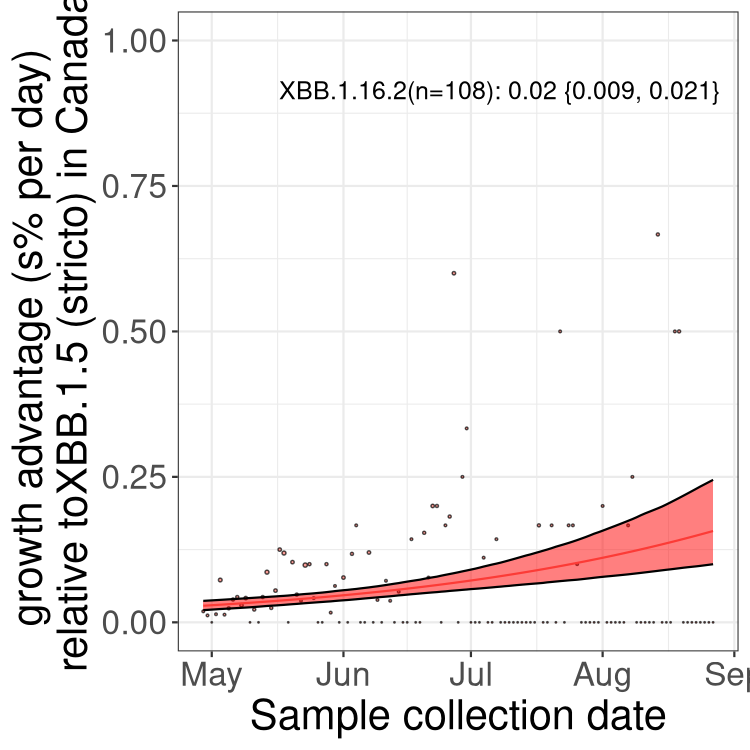 growth advantage (s% per day)
relative toXBB.1.5 (stricto) in Canada
1.00
0.75
0.50
0.25
0.00
XBB.1.16.2(n=108): 0.02 {0.009, 0.021}
May Jun Jul Aug Sep
Sample collection date